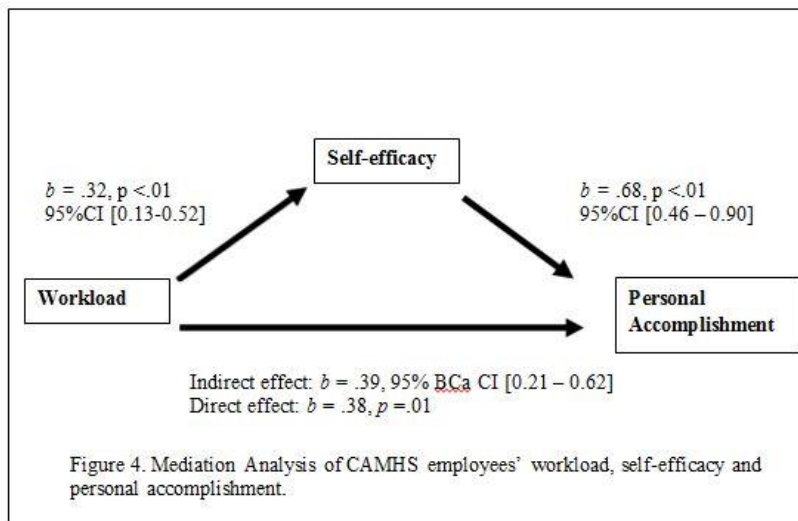 Self-efficacy
b = .32, p <.01
95%CI [0.13-0.52]
b = .68, p <.01
95%CI [0.46 – 0.90]
Workload
Personal
Accomplishment
Indirect effect: b = .39, 95% BCa CI [0.21 – 0.62]
Direct effect: b = .38, p =.01
Figure 4. Mediation Analysis of CAMHS employees’ workload, self-efficacy and
personal accomplishment.